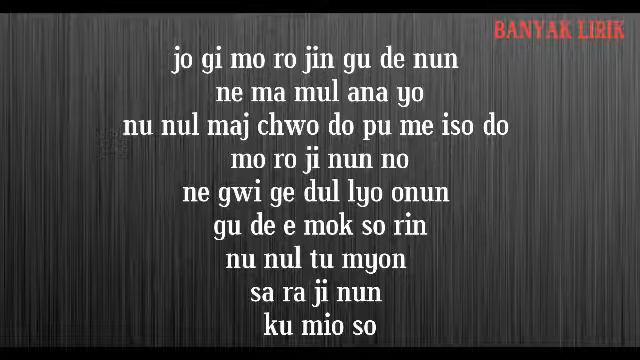 BANYAK LIRIK
jo gi mo ro jin gu de nun
ne ma mul ana yo
nu nul maj chwo do pu me iso do
mo ro ji nun no
ne gwi ge dul lyo onun
gu de e mok so rin
nu nul tu myon
sa ra ji nun
ku mio so